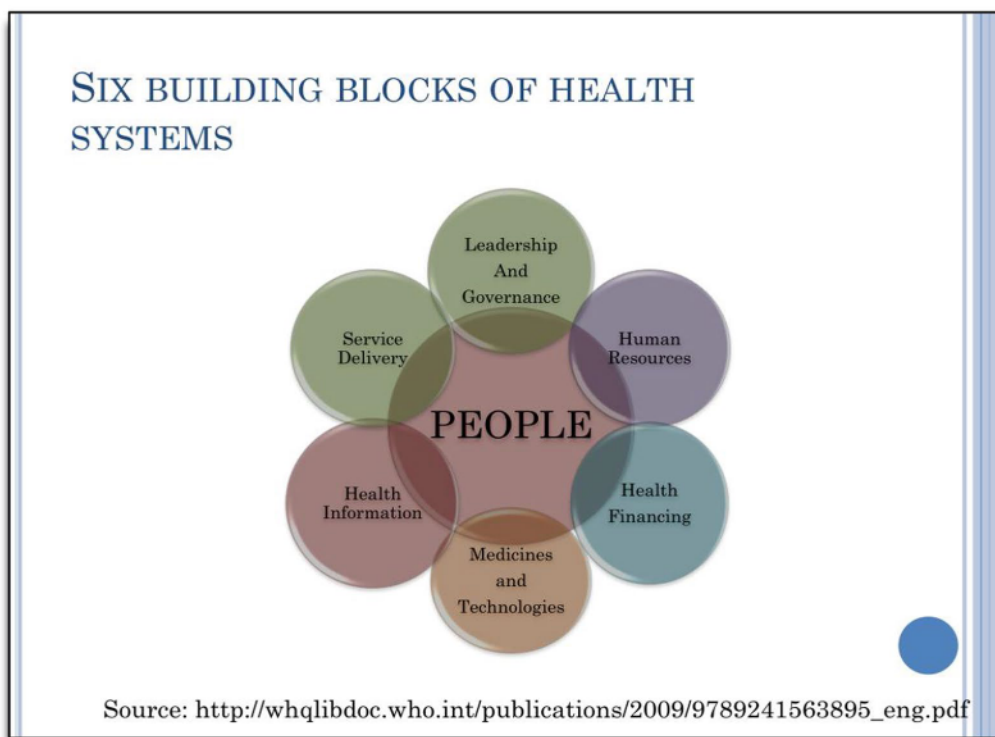 SIX BUILDING BLOCKS OF HEALTH
SYSTEMS
Leadership
And
Governance
Human
Resources
Health
Financing
Medicines
and
Technologies
Health
Information
Service
Delivery
PEOPLE
Source: http://whqlibdoc.who.int/publications/2009/9789241563895_eng.pdf